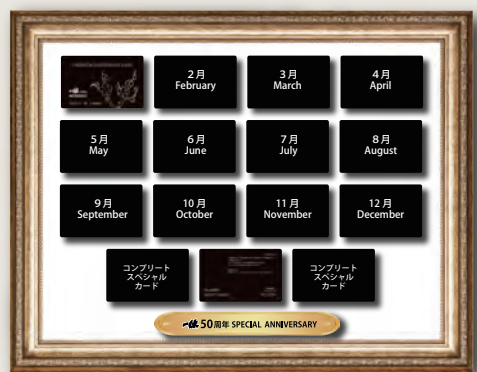 2月
February
3月
March
4月
April
5月
May
6月
June
7月
July
8月
August
9月
September
10月
October
11月
November
12月
December
コンプリート
スペシャル
カード
コンプリート
スペシャル
カード
50周年 SPECIAL ANNIVERSARY